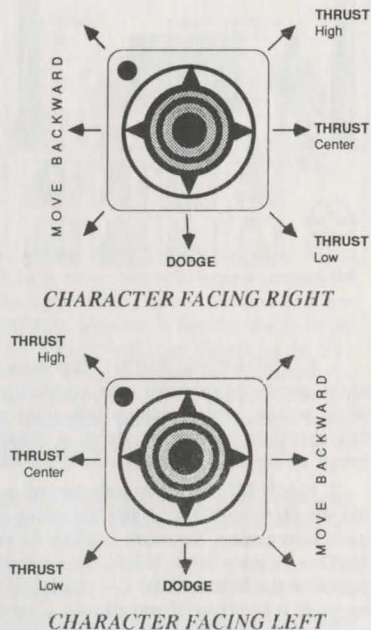 THRUST
High
MOVE BACKWARD
THRUST
Center
THRUST
Low
DODGE
CHARACTER FACING RIGHT
THRUST
High
THRUST
Center
MOVE BACKWARD
THRUST
Low
DODGE
CHARACTER FACING LEFT